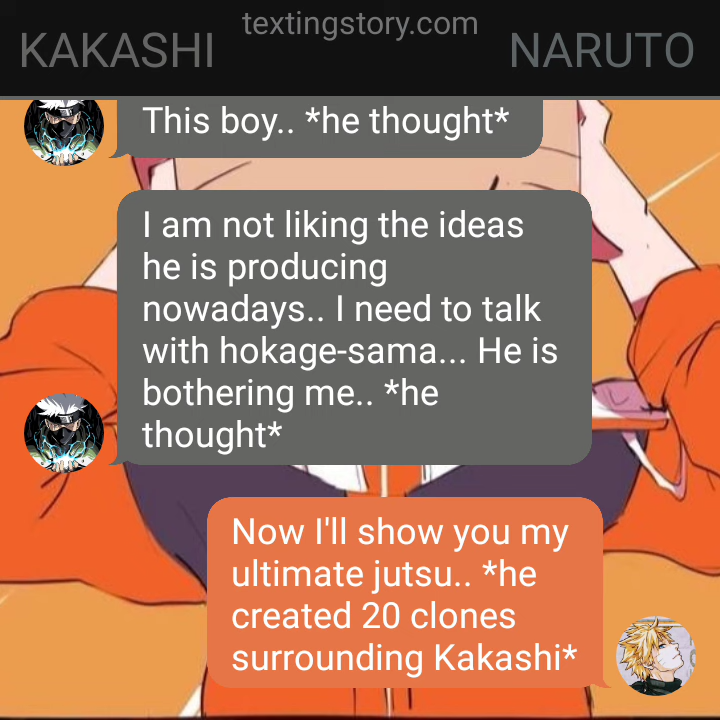 textingstory.com
KAKASHI
NARUTO
This boy.. *he thought*
I am not liking the ideas
he is producing
nowadays.. I need to talk
with hokage-sama... He is
bothering me.. *he
thought*
Now I'll show you my
ultimate jutsu.. *he
created 20 clones
surrounding Kakashi*